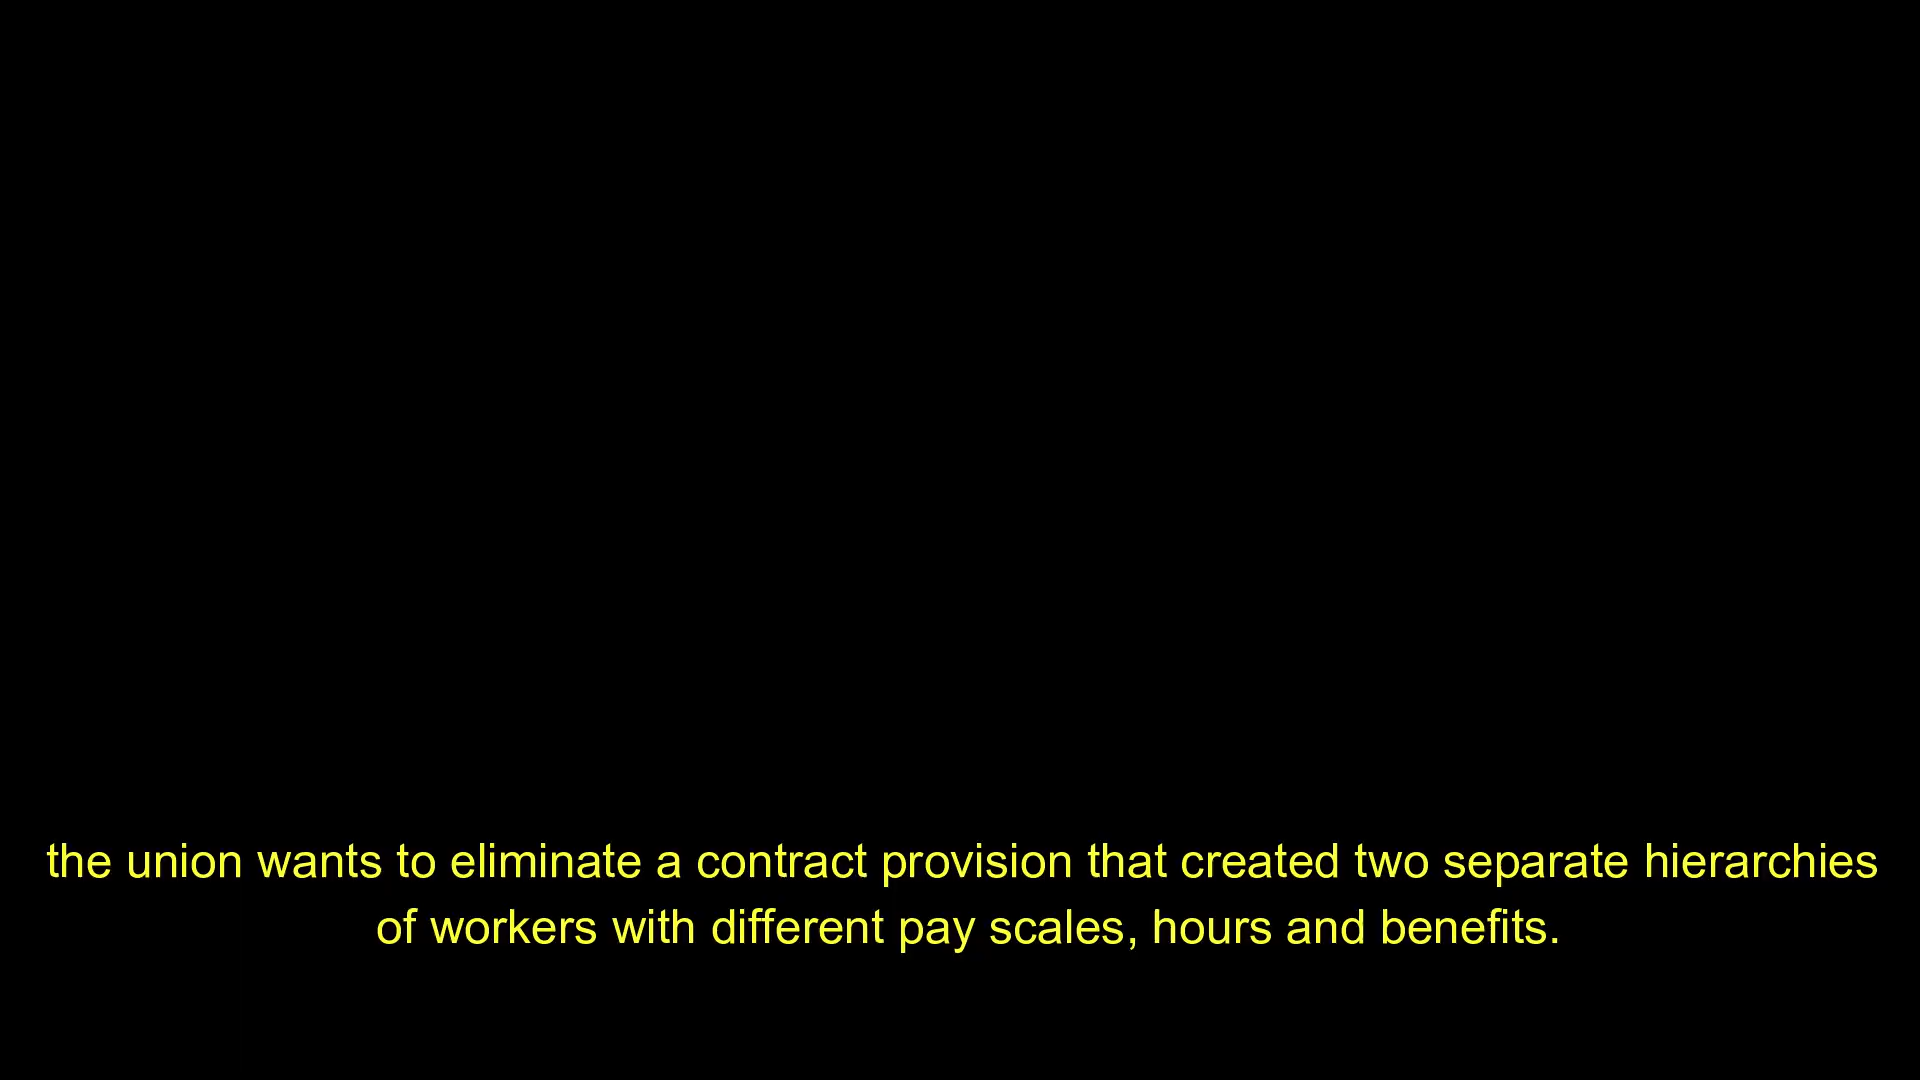 the union wants to eliminate a contract provision that created two separate hierarchies
of workers with different pay scales, hours and benefits.